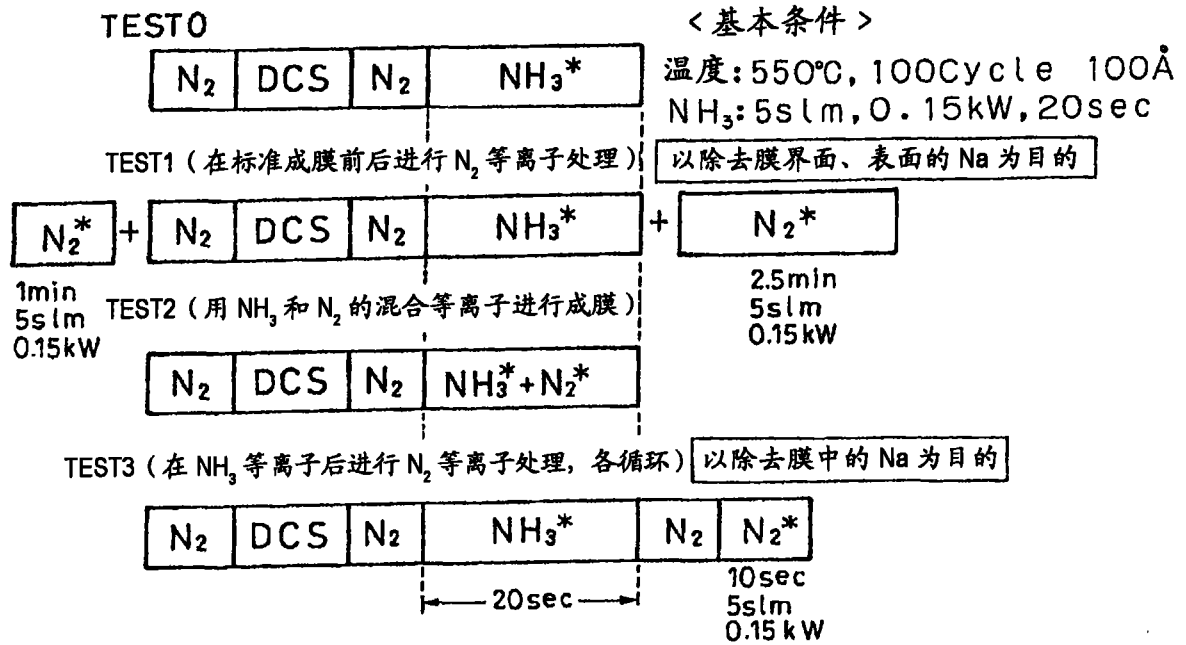 TEST0
<基本条件>
N₂ DCS N₂ NH₃*
温度:550℃,100Cycle 100Å
NH₃:5slm,0.15kW,20sec
TEST1(在标准成膜前后进行N₂等离子处理)
以除去膜界面、表面的Na为目的
N₂* + N₂ DCS N₂ NH₃* + N₂*
1min
5slm
0.15kW
2.5min
5slm
0.15kW
TEST2(用NH₃和N₂的混合等离子进行成膜)
N₂ DCS N₂ NH₃*+N₂*
TEST3(在NH₃等离子后进行N₂等离子处理,各循环)
以除去膜中的Na为目的
N₂ DCS N₂ NH₃* N₂ N₂*
20sec
10sec
5slm
0.15kW